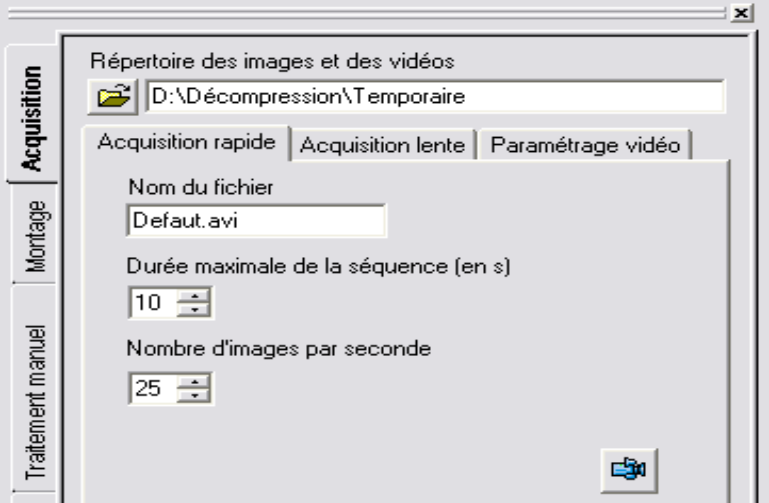 Répertoire des images et des vidéos
D:\Décompression\Temporaire
Acquisition
Acquisition rapide
Acquisition lente
Paramétrage vidéo
Nom du fichier
Defaut.avi
Montage
Durée maximale de la séquence (en s)
10
Nombre d'images par seconde
25
Traitement manuel